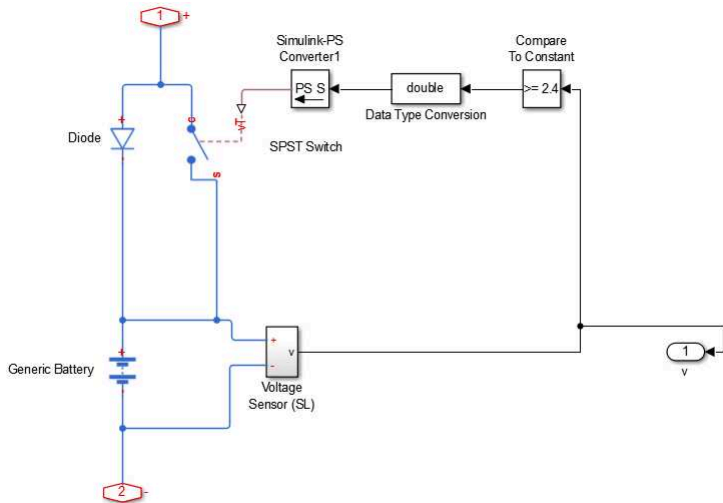 1
+
Simulink-PS
Converter1
Compare
To Constant
PS S
double
>= 2.4
Data Type Conversion
+
c
Diode
SPST Switch
-
s
+
v
-
+
Generic Battery
Voltage
Sensor (SL)
-
1
v
2
-